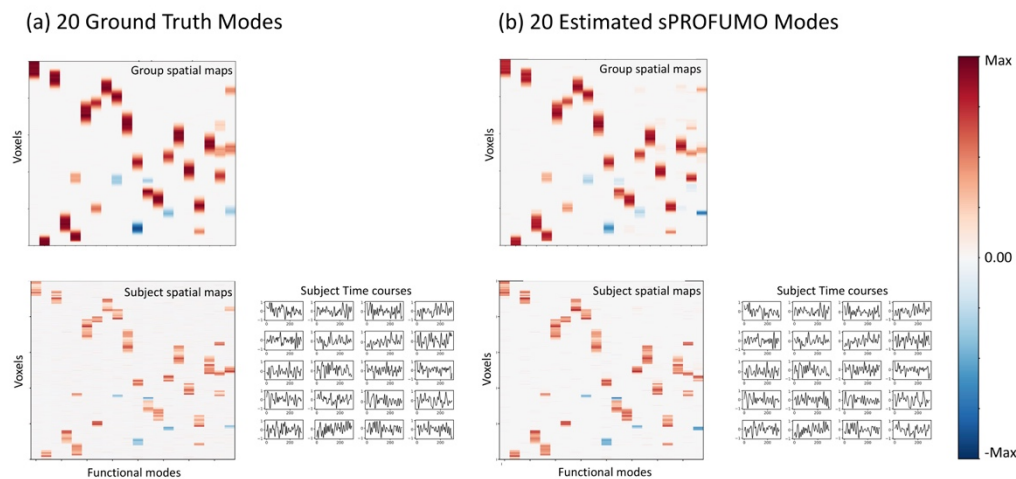 (a) 20 Ground Truth Modes
(b) 20 Estimated sPROFUMO Modes
Group spatial maps
Voxels
Group spatial maps
Voxels
Max
0.00
-Max
Subject spatial maps
Voxels
Functional modes
Subject Time courses
Subject spatial maps
Voxels
Functional modes
Subject Time courses